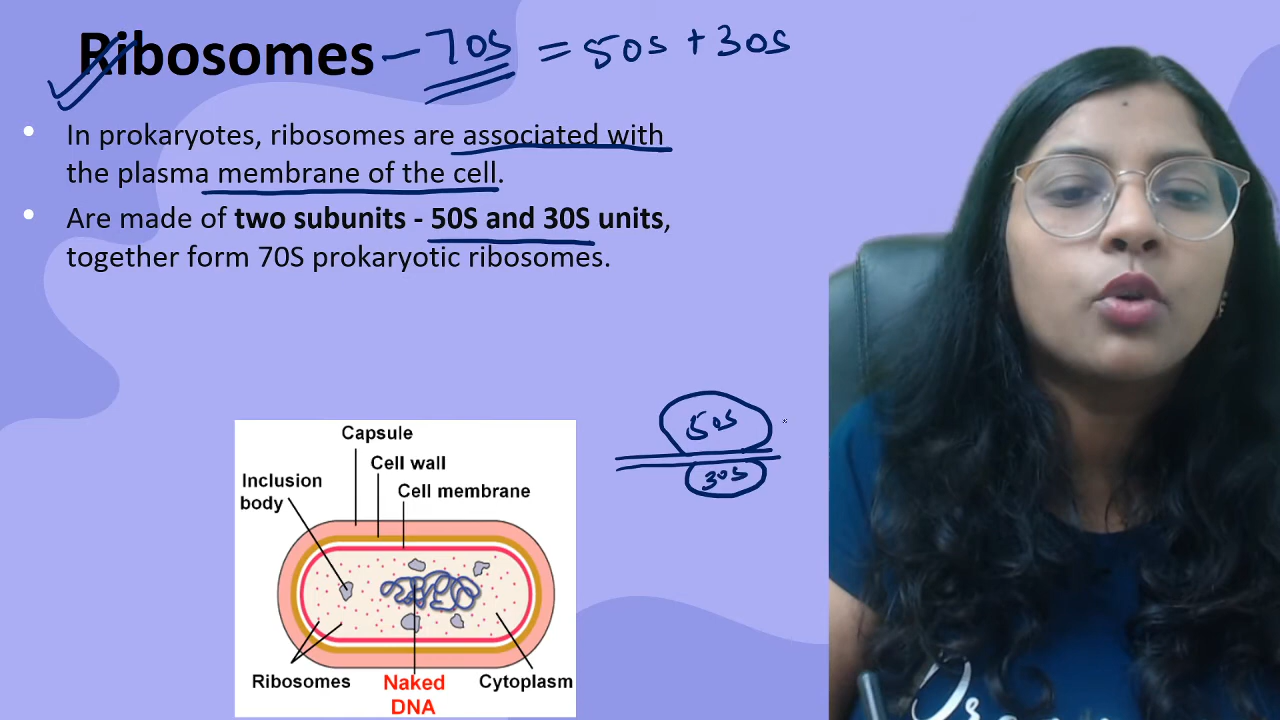 Ribosomes - 70S = 50S + 30S
• In prokaryotes, ribosomes are associated with
the plasma membrane of the cell.
• Are made of two subunits - 50S and 30S units,
together form 70S prokaryotic ribosomes.
50S
30S
Capsule
Cell wall
Inclusion
body
Cell membrane
Ribosomes
Naked
DNA
Cytoplasm